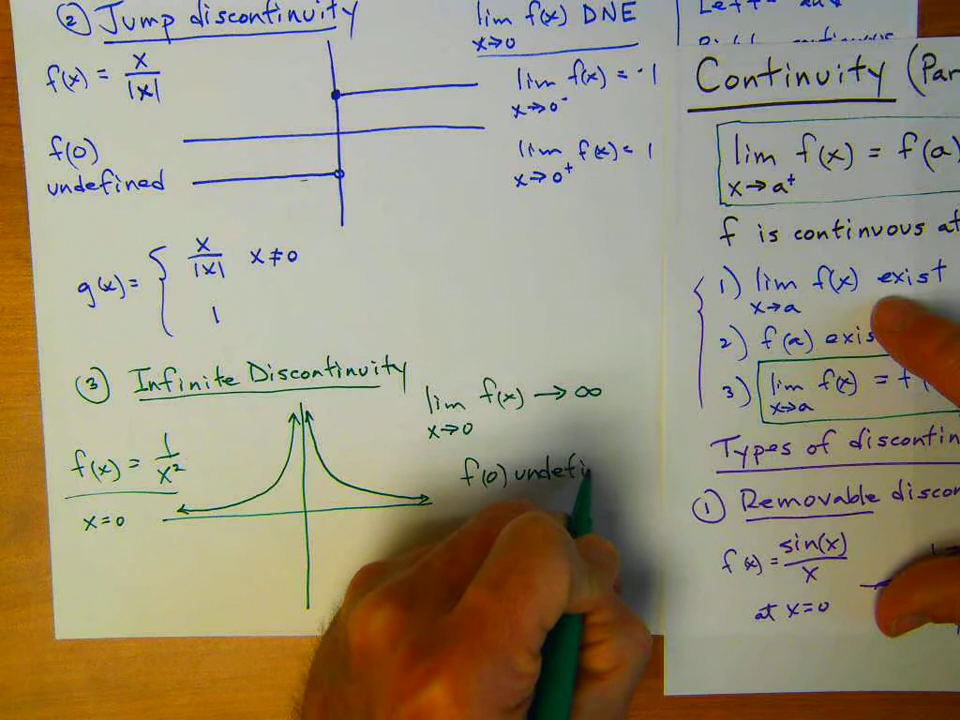 ② Jump discontinuity
f(x) = x/|x|
f(0)
undefined
lim f(x) DNE
x→0
lim f(x) = -1
x→0⁻
lim f(x) = 1
x→0⁺
g(x) = { x/|x| x≠0
1
③ Infinite Discontinuity
f(x) = 1/x²
x=0
lim f(x) → ∞
x→0
f(0) undefi
Continuity (Par
lim f(x) = f(a)
x→a⁺
f is continuous at
1) lim f(x) exist
x→a
2) f(a) exis
3) lim f(x) = f(
x→a
Types of discontin
① Removable discon
f(x) = sin(x)/x
at x=0